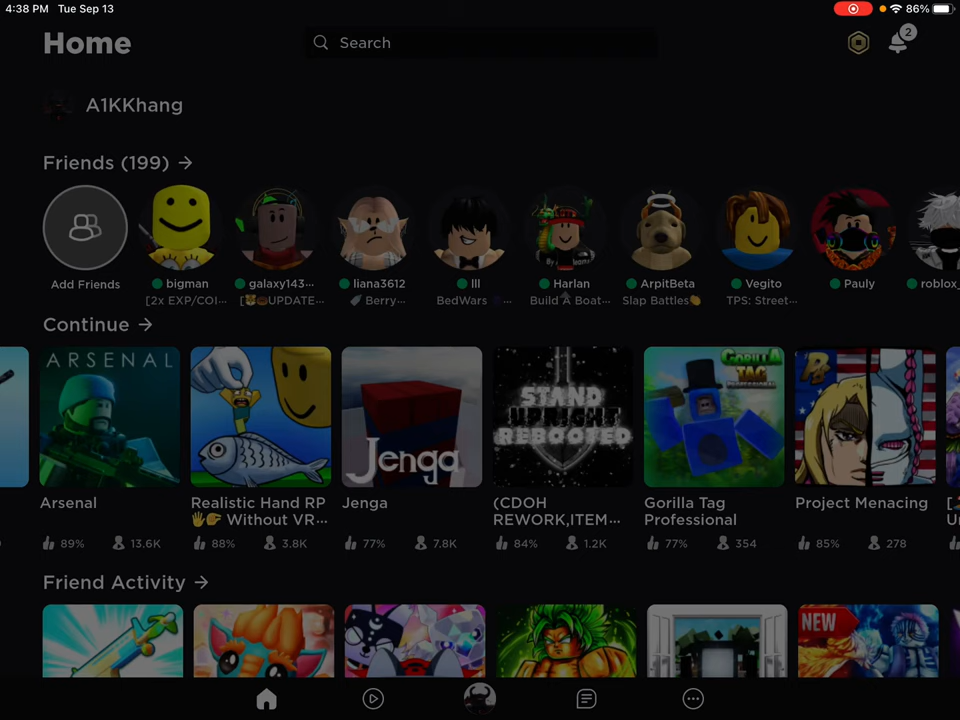 4:38 PM Tue Sep 13
86%
Home
Search
2
A1KKhang
Friends (199)
Add Friends
bigman
galaxy143...
liana3612
lll
Harlan
ArpitBeta
Vegito
Pauly
roblox_
[2x EXP/COI...
UPDATE...
Berry...
BedWars
Build A Boat...
Slap Battles
TPS: Street...
Continue
ARSENAL
Jenga
STAND
UPRIGHT
REBOOTED
GORILLA
TAG
PROFESSIONAL
Arsenal
Realistic Hand RP
🖐👊 Without VR...
Jenga
(CDOH
REWORK,ITEM...
Gorilla Tag
Professional
Project Menacing
89% 13.6K
88% 3.8K
77% 7.8K
84% 1.2K
77% 354
85% 278
Friend Activity
NEW